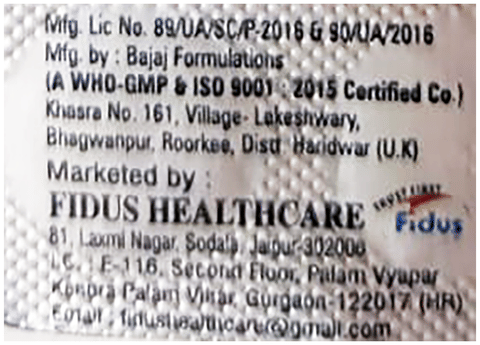 Mfg. Lic No. 89/UA/SC/P-2016 & 90/UA/2016
Mfg. by : Bajaj Formulations
(A WHO-GMP & ISO 9001 : 2015 Certified Co.)
Khasra No. 161, Village- Lakeshwary,
Bhagwanpur, Roorkee, Distt. Haridwar (U.K)
Marketed by :
FIDUS HEALTHCARE
TRUST FIRST
Fidus
81, Laxmi Nagar, Sodala, Jaipur-302006
E-116, Second Floor, Palam Vyapar
Kendra Palam Vihar, Gurgaon-122017 (HR)
Email : fidushealthcare@gmail.com